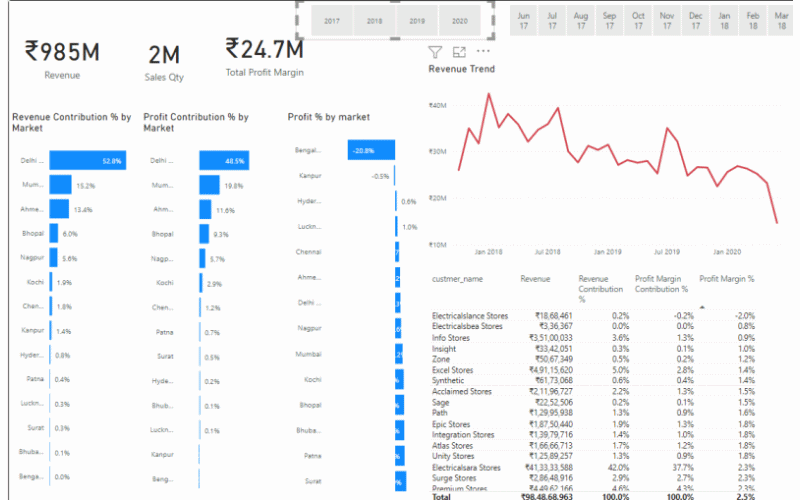 2017 2018 2019 2020
Jun 17 Jul 17 Aug 17 Sep 17 Oct 17 Nov 17 Dec 17 Jan 18 Feb 18 Mar 18
₹985M
Revenue
2M
Sales Qty
₹24.7M
Total Profit Margin
Revenue Contribution % by
Market
Delhi ... 52.8%
Mum... 15.2%
Ahme... 13.4%
Bhopal 6.0%
Nagpur 5.6%
Kochi 1.9%
Chen... 1.8%
Kanpur 1.4%
Hyder... 0.8%
Patna 0.4%
Luckn... 0.3%
Surat 0.3%
Bhuba... 0.1%
Benga... 0.0%
Profit Contribution % by
Market
Delhi ... 48.5%
Mum... 19.8%
Ahm... 11.6%
Bhopal 9.3%
Nagp... 5.7%
Kochi 2.9%
Chen... 1.2%
Patna 0.7%
Surat 0.5%
Hyde... 0.2%
Bhub... 0.1%
Luckn... 0.1%
Kanpur
Beng...
Profit % by market
Bengal... -20.8%
Kanpur -0.5%
Hyder... 0.6%
Luckn... 1.0%
Chennai
Ahme...
Delhi ...
Nagpur
Mumbai
Kochi
Bhopal
Bhuba...
Patna
Surat
Revenue Trend
₹40M
₹30M
₹20M
₹10M
Jan 2018 Jul 2018 Jan 2019 Jul 2019 Jan 2020
custmer_name Revenue Revenue Contribution % Profit Margin Contribution % Profit Margin %
Electricalslance Stores ₹18,68,461 0.2% -0.2% -2.0%
Electricalsbea Stores ₹3,36,367 0.0% 0.0% 0.8%
Info Stores ₹3,51,00,033 3.6% 1.3% 0.9%
Insight ₹33,42,051 0.3% 0.1% 1.0%
Zone ₹50,67,349 0.5% 0.2% 1.2%
Excel Stores ₹4,91,15,620 5.0% 2.8% 1.4%
Synthetic ₹61,73,068 0.6% 0.4% 1.4%
Acclaimed Stores ₹2,11,96,727 2.2% 1.3% 1.5%
Sage ₹22,52,506 0.2% 0.1% 1.5%
Path ₹1,29,95,938 1.3% 0.9% 1.6%
Epic Stores ₹1,87,50,440 1.9% 1.3% 1.8%
Integration Stores ₹1,39,79,716 1.4% 1.0% 1.8%
Atlas Stores ₹1,66,66,713 1.7% 1.2% 1.8%
Unity Stores ₹1,25,89,257 1.3% 0.9% 1.8%
Electricalsara Stores ₹41,33,33,588 42.0% 37.7% 2.3%
Surge Stores ₹2,86,48,916 2.9% 2.7% 2.3%
Premium Stores ₹4,49,62,166 4.6% 4.3% 2.3%
Total ₹98,48,68,963 100.0% 100.0% 2.5%